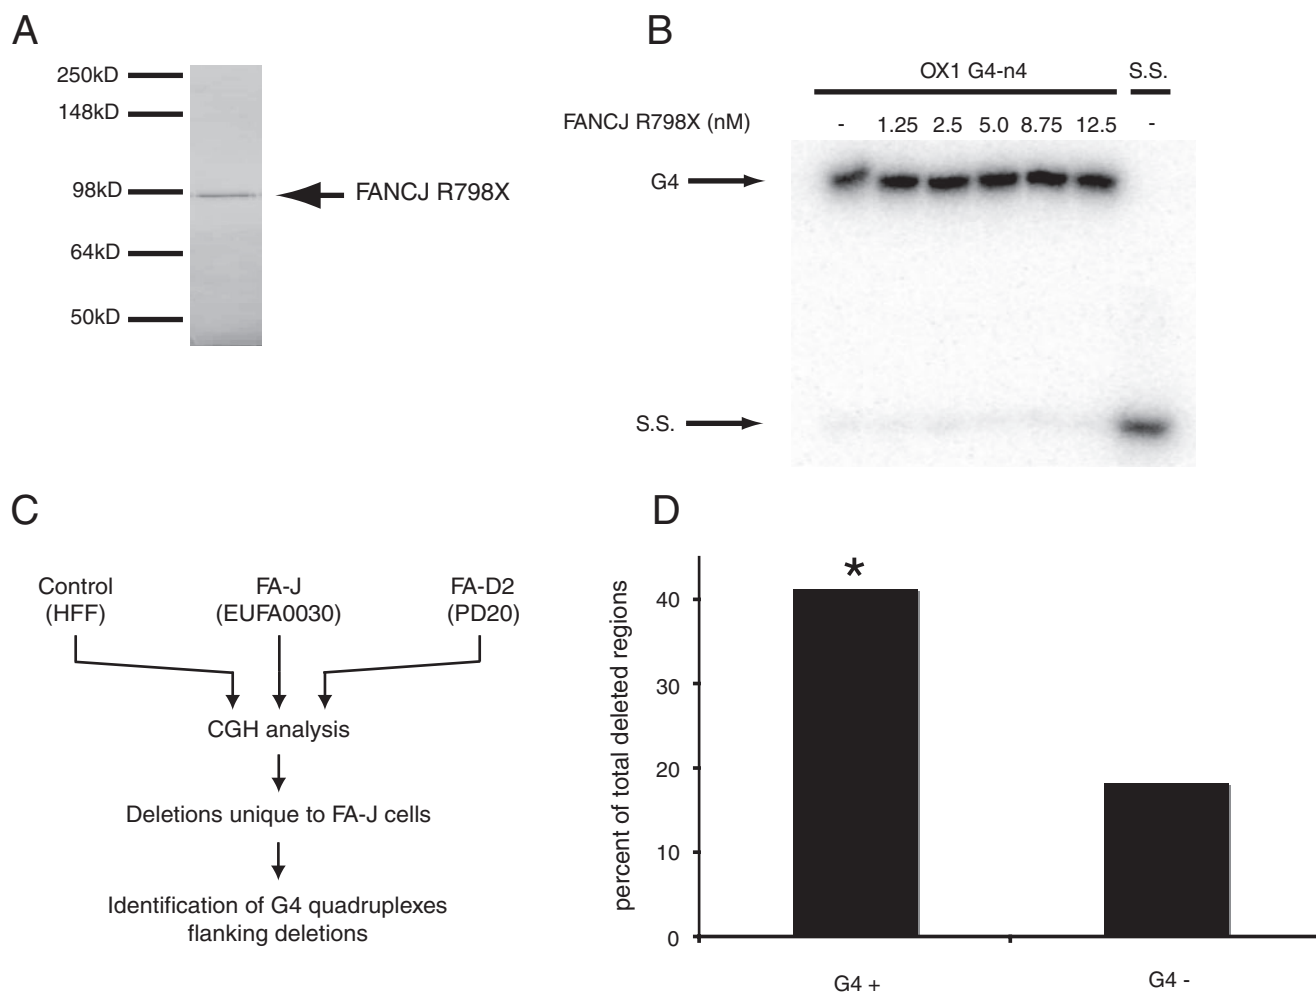 A
250kD
148kD
98kD
64kD
50kD
FANCJ R798X
B
OX1 G4-n4 S.S.
FANCJ R798X (nM) - 1.25 2.5 5.0 8.75 12.5 -
G4
S.S.
C
Control
(HFF)
FA-J
(EUFA0030)
FA-D2
(PD20)
CGH analysis
Deletions unique to FA-J cells
Identification of G4 quadruplexes
flanking deletions
D
percent of total deleted regions
40
30
20
10
0
*
G4 +
G4 -